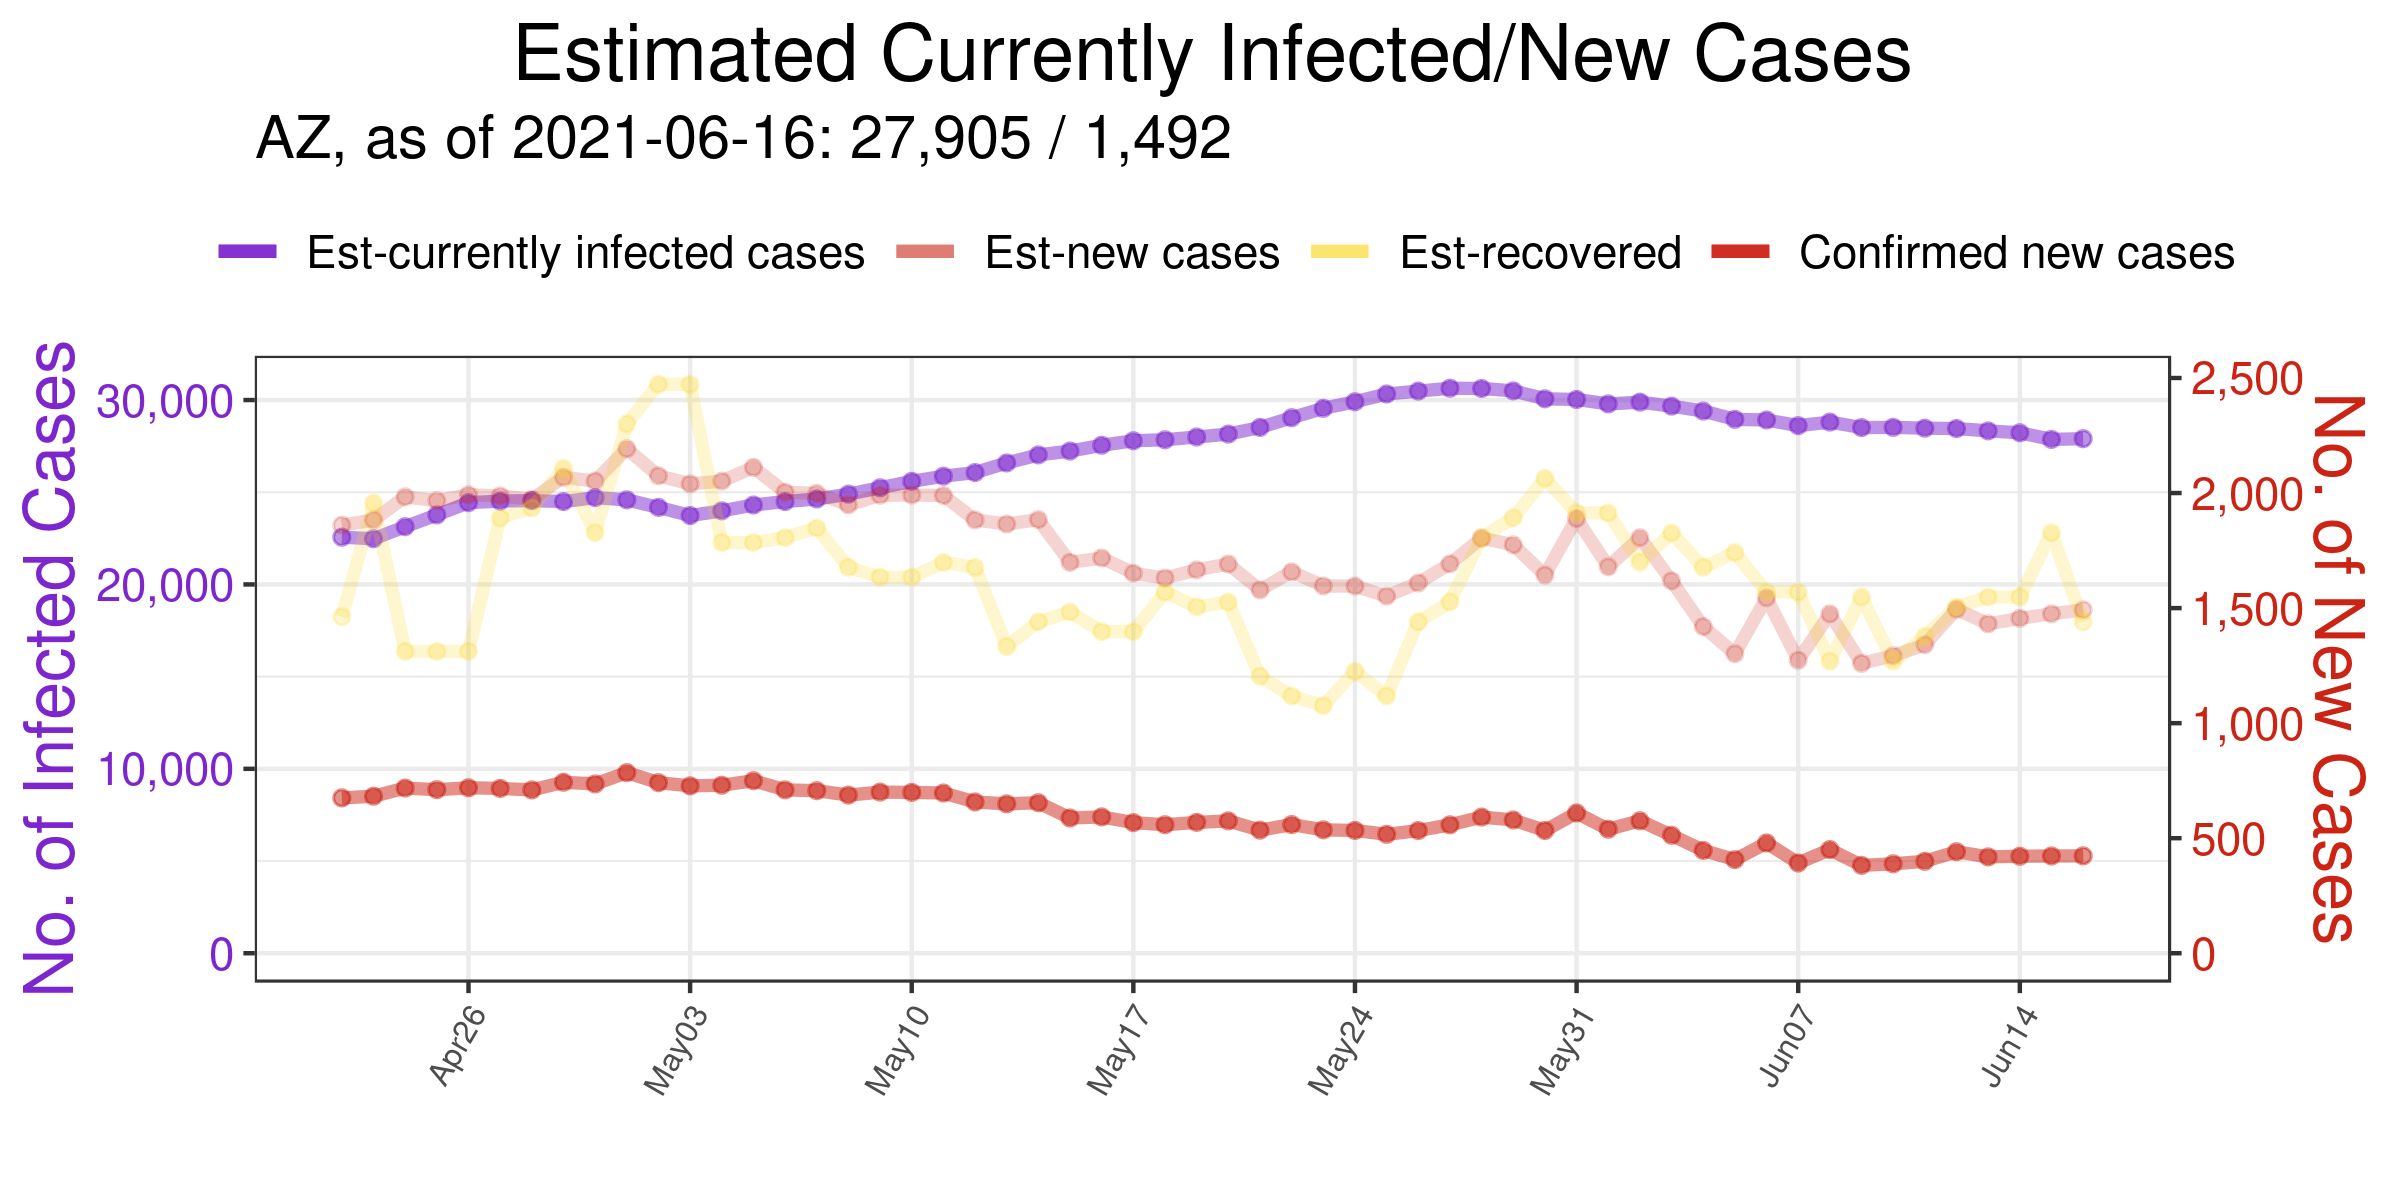 Estimated Currently Infected/New Cases
AZ, as of 2021-06-16: 27,905 / 1,492
Est-currently infected cases Est-new cases Est-recovered Confirmed new cases
No. of Infected Cases
30,000
20,000
10,000
0
2,500
2,000
1,500
1,000
500
0
No. of New Cases
Apr26 May03 May10 May17 May24 May31 Jun07 Jun14